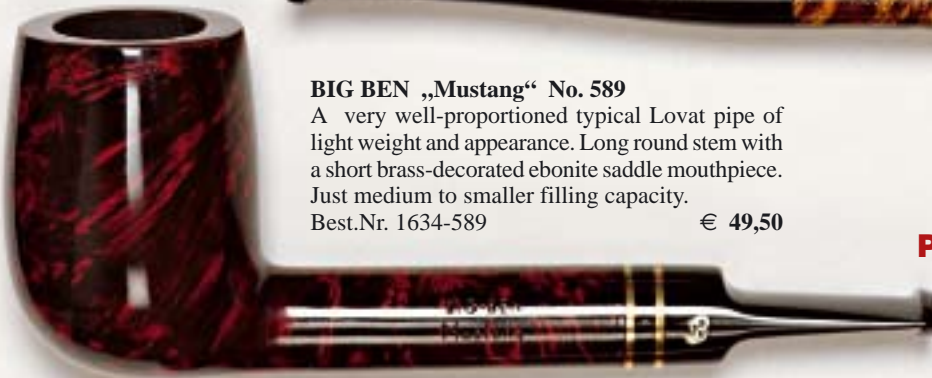 BIG BEN „Mustang“ No. 589
A very well-proportioned typical Lovat pipe of
light weight and appearance. Long round stem with
a short brass-decorated ebonite saddle mouthpiece.
Just medium to smaller filling capacity.
Best.Nr. 1634-589 € 49,50
P